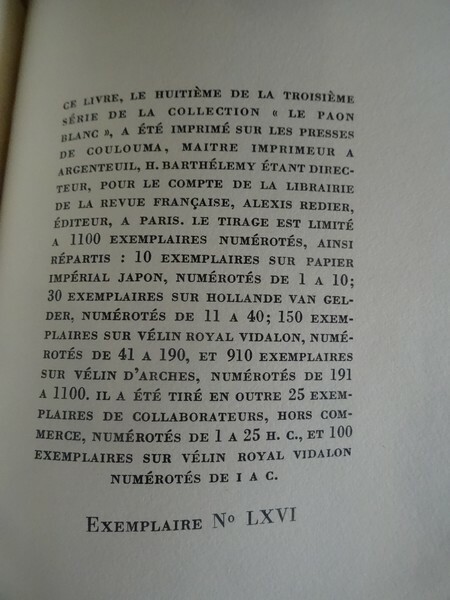 CE LIVRE, LE HUITIÈME DE LA TROISIÈME
SÉRIE DE LA COLLECTION « LE PAON
BLANC », A ÉTÉ IMPRIMÉ SUR LES PRESSES
DE COULOUMA, MAITRE IMPRIMEUR A
ARGENTEUIL, H. BARTHÉLEMY ÉTANT DIREC-
TEUR, POUR LE COMPTE DE LA LIBRAIRIE
DE LA REVUE FRANÇAISE, ALEXIS REDIER,
ÉDITEUR, A PARIS. LE TIRAGE EST LIMITÉ
A 1100 EXEMPLAIRES NUMÉROTÉS, AINSI
RÉPARTIS : 10 EXEMPLAIRES SUR PAPIER
IMPÉRIAL JAPON, NUMÉROTÉS DE 1 A 10;
30 EXEMPLAIRES SUR HOLLANDE VAN GEL-
DER, NUMÉROTÉS DE 11 A 40; 150 EXEM-
PLAIRES SUR VÉLIN ROYAL VIDALON, NUMÉ-
ROTÉS DE 41 A 190, ET 910 EXEMPLAIRES
SUR VÉLIN D'ARCHES, NUMÉROTÉS DE 191
A 1100. IL A ÉTÉ TIRÉ EN OUTRE 25 EXEM-
PLAIRES DE COLLABORATEURS, HORS COM-
MERCE, NUMÉROTÉS DE 1 A 25 H. C., ET 100
EXEMPLAIRES SUR VÉLIN ROYAL VIDALON
NUMÉROTÉS DE I A C.
EXEMPLAIRE Nº LXVI